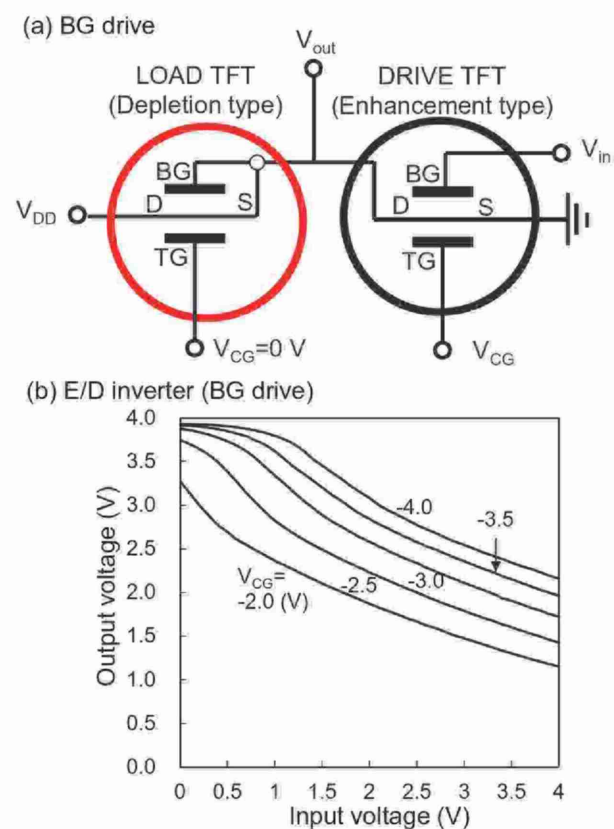 (a) BG drive
V_out
LOAD TFT
(Depletion type)
DRIVE TFT
(Enhancement type)
V_in
BG
BG
V_DD
D
S
D
S
TG
TG
V_CG=0 V
V_CG
(b) E/D inverter (BG drive)
Output voltage (V)
4.0
3.5
3.0
2.5
2.0
1.5
1.0
0.5
0.0
-4.0
-3.5
V_CG=
-2.0 (V)
-2.5
-3.0
0 0.5 1 1.5 2 2.5 3 3.5 4
Input voltage (V)